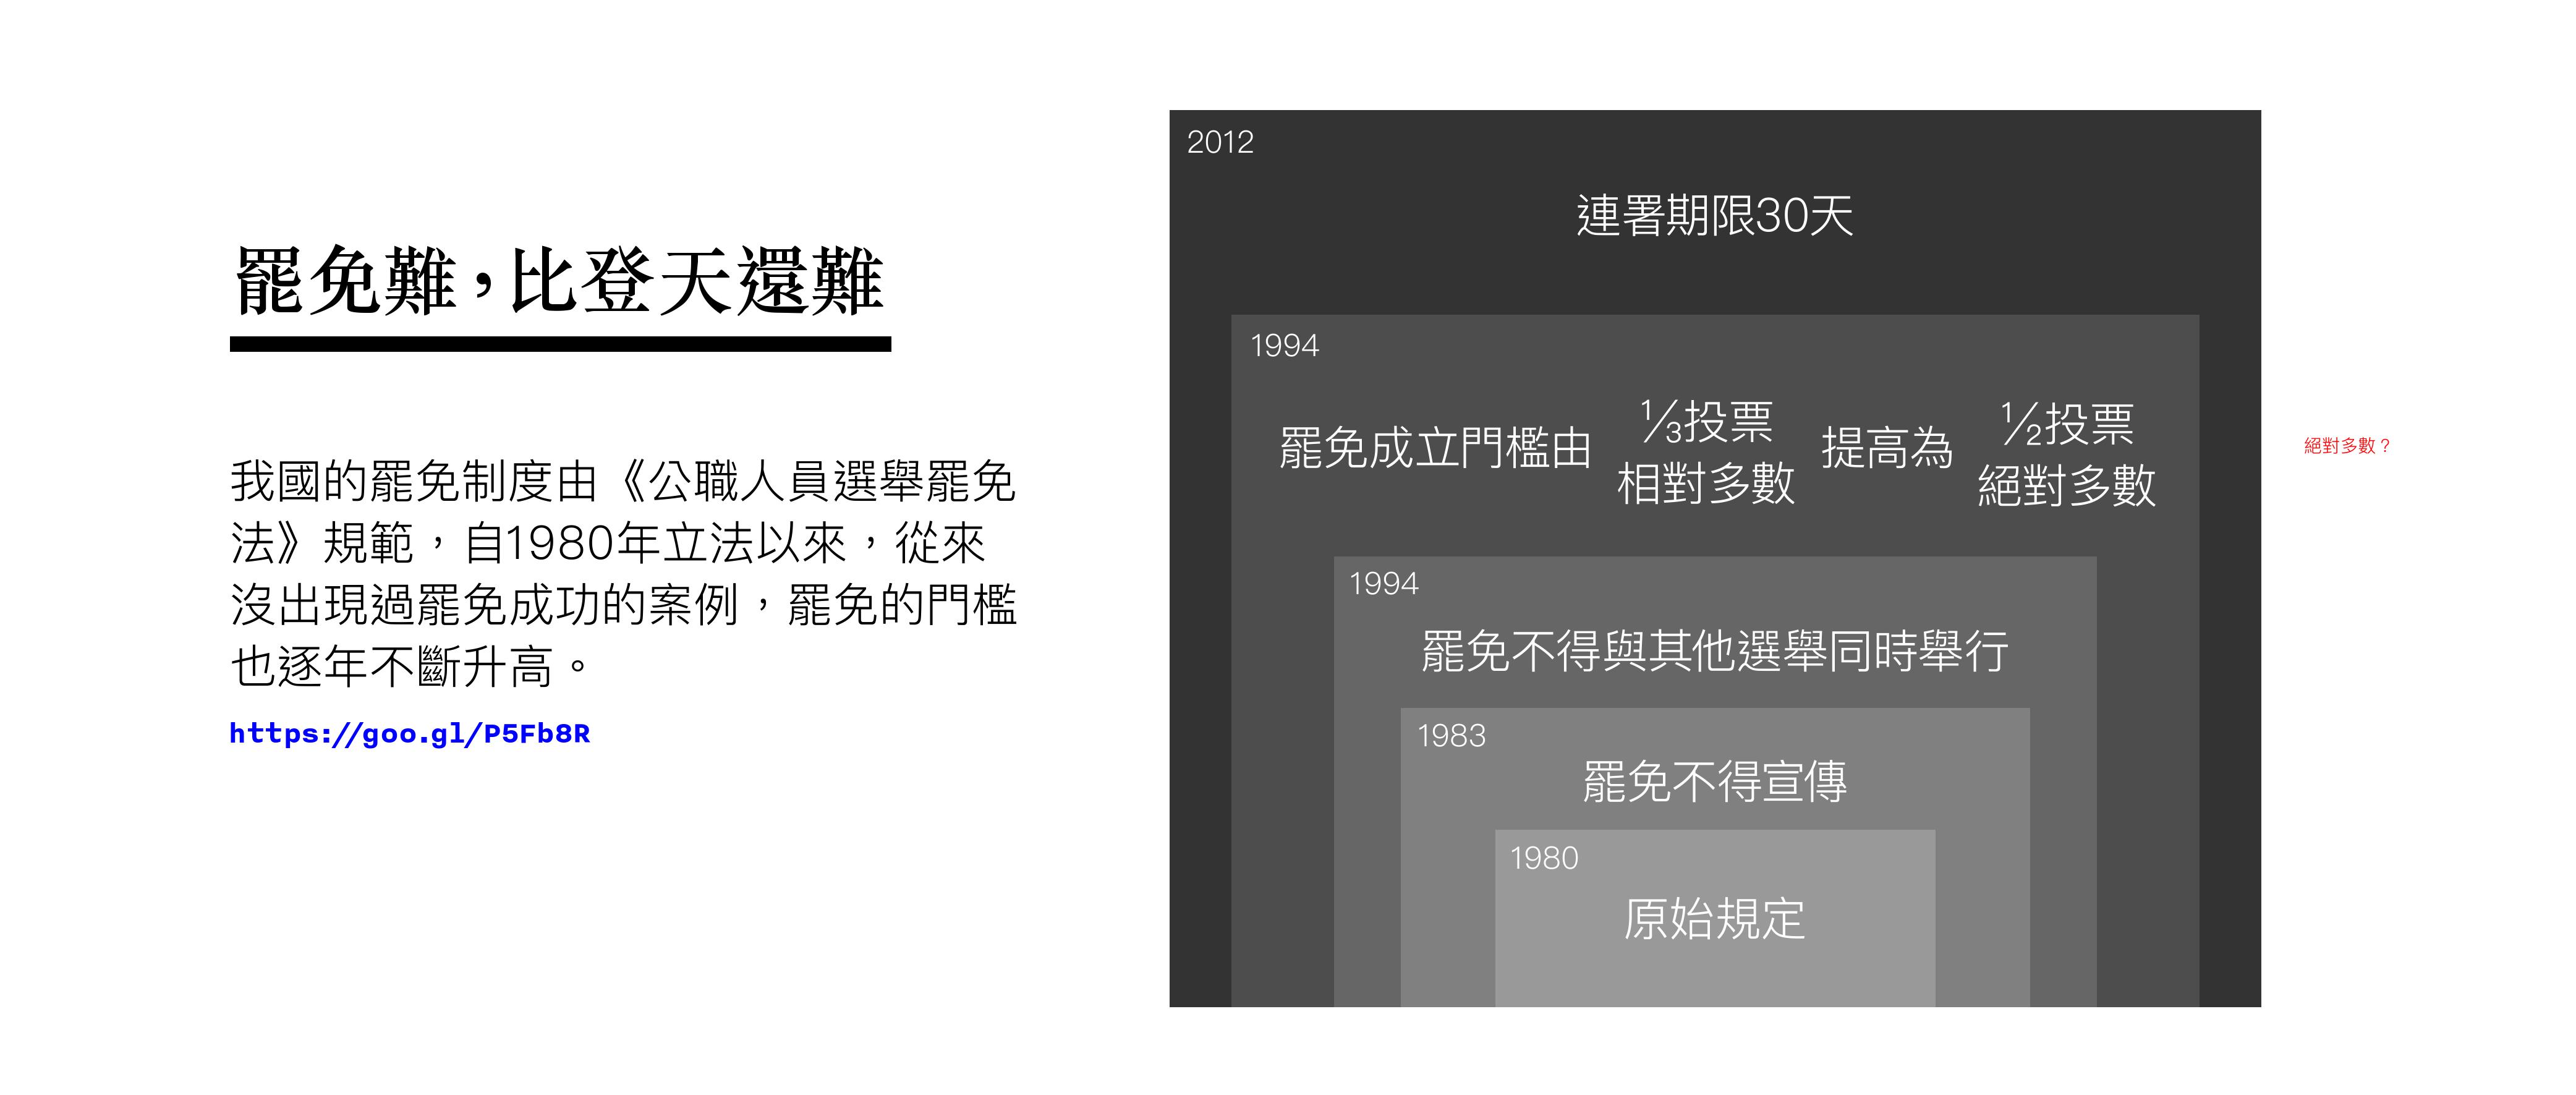 罷免難，比登天還難
我國的罷免制度由《公職人員選舉罷免
法》規範，自1980年立法以來，從來
沒出現過罷免成功的案例，罷免的門檻
也逐年不斷升高。
https://goo.gl/P5Fb8R
2012
連署期限30天
1994
罷免成立門檻由 ⅓投票 相對多數 提高為 ½投票 絕對多數
絕對多數？
1994
罷免不得與其他選舉同時舉行
1983
罷免不得宣傳
1980
原始規定